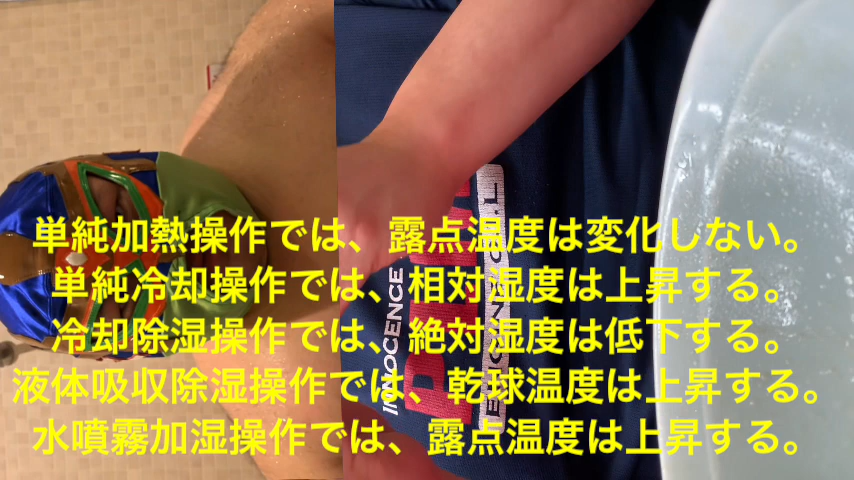 単純加熱操作では、露点温度は変化しない。
単純冷却操作では、相対湿度は上昇する。
冷却除湿操作では、絶対湿度は低下する。
液体吸収除湿操作では、乾球温度は上昇する。
水噴霧加湿操作では、露点温度は上昇する。
INNOCENCE